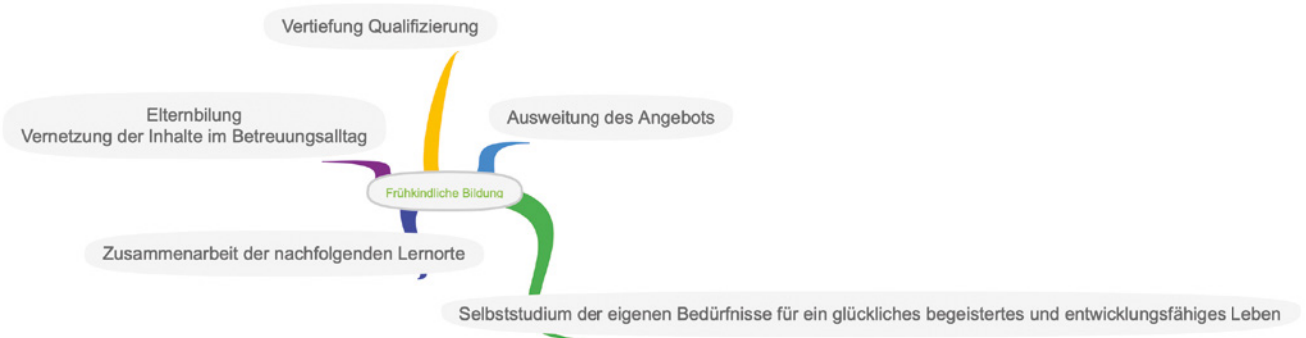 Vertiefung Qualifizierung
Elternbilung
Vernetzung der Inhalte im Betreuungsalltag
Ausweitung des Angebots
Frühkindliche Bildung
Zusammenarbeit der nachfolgenden Lernorte
Selbststudium der eigenen Bedürfnisse für ein glückliches begeistertes und entwicklungsfähiges Leben